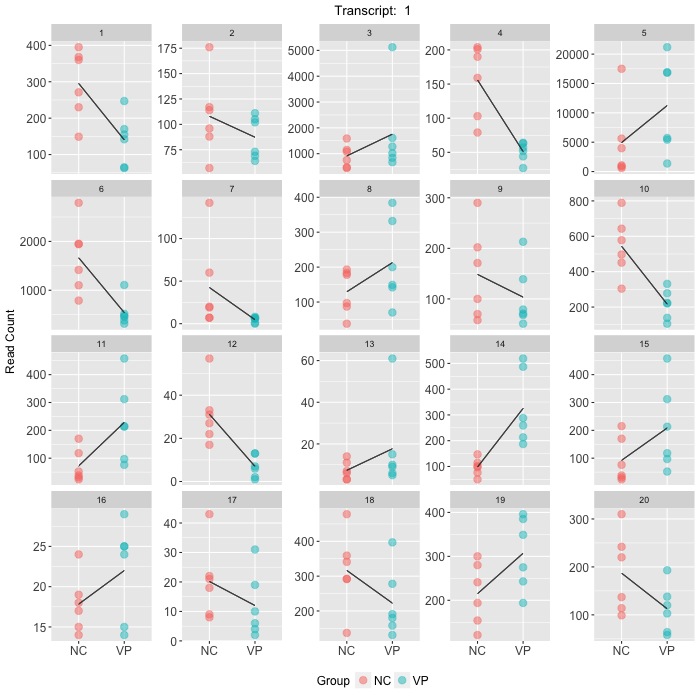 Transcript: 1
1 2 3 4 5
400 300 200 100
175 150 125 100 75
5000 4000 3000 2000 1000
200 150 100 50
20000 15000 10000 5000 0
6 7 8 9 10
2000 1000
100 50 0
400 300 200 100
300 200 100
800 600 400 200
Read Count
11 12 13 14 15
400 300 200 100
40 20 0
60 40 20
500 400 300 200 100
400 300 200 100
16 17 18 19 20
25 20 15
40 30 20 10 0
400 300 200
400 300 200
300 200 100
NC VP NC VP NC VP NC VP NC VP
Group NC VP